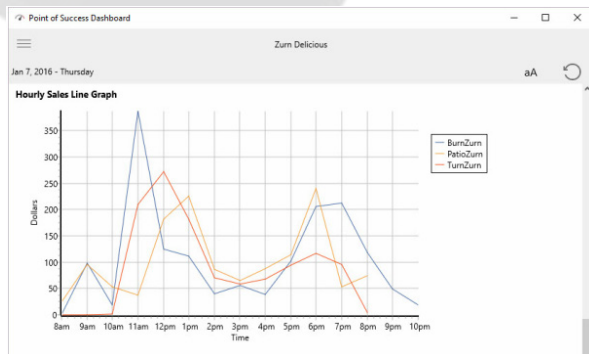 Point of Success Dashboard
Zurn Delicious
Jan 7, 2016 - Thursday
aA
Hourly Sales Line Graph
350
300
250
200
150
100
50
0
Dollars
8am 9am 10am 11am 12pm 1pm 2pm 3pm 4pm 5pm 6pm 7pm 8pm 9pm 10pm
Time
BurnZurn
PatioZurn
TurnZurn